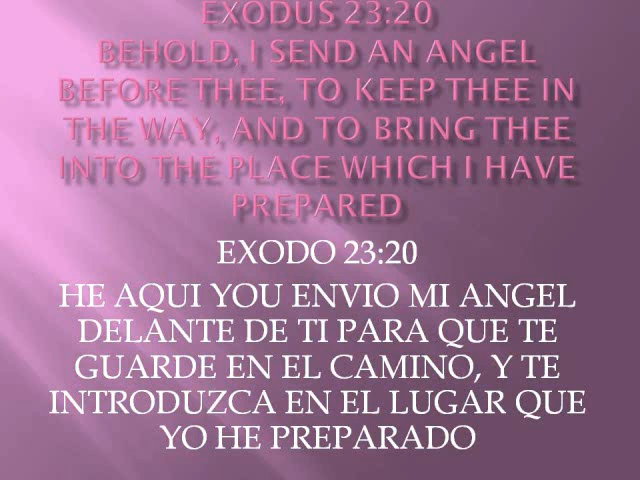 EXODUS 23:20
BEHOLD, I SEND AN ANGEL
BEFORE THEE, TO KEEP THEE IN
THE WAY, AND TO BRING THEE
INTO THE PLACE WHICH I HAVE
PREPARED
EXODO 23:20
HE AQUI YOU ENVIO MI ANGEL
DELANTE DE TI PARA QUE TE
GUARDE EN EL CAMINO, Y TE
INTRODUZCA EN EL LUGAR QUE
YO HE PREPARADO